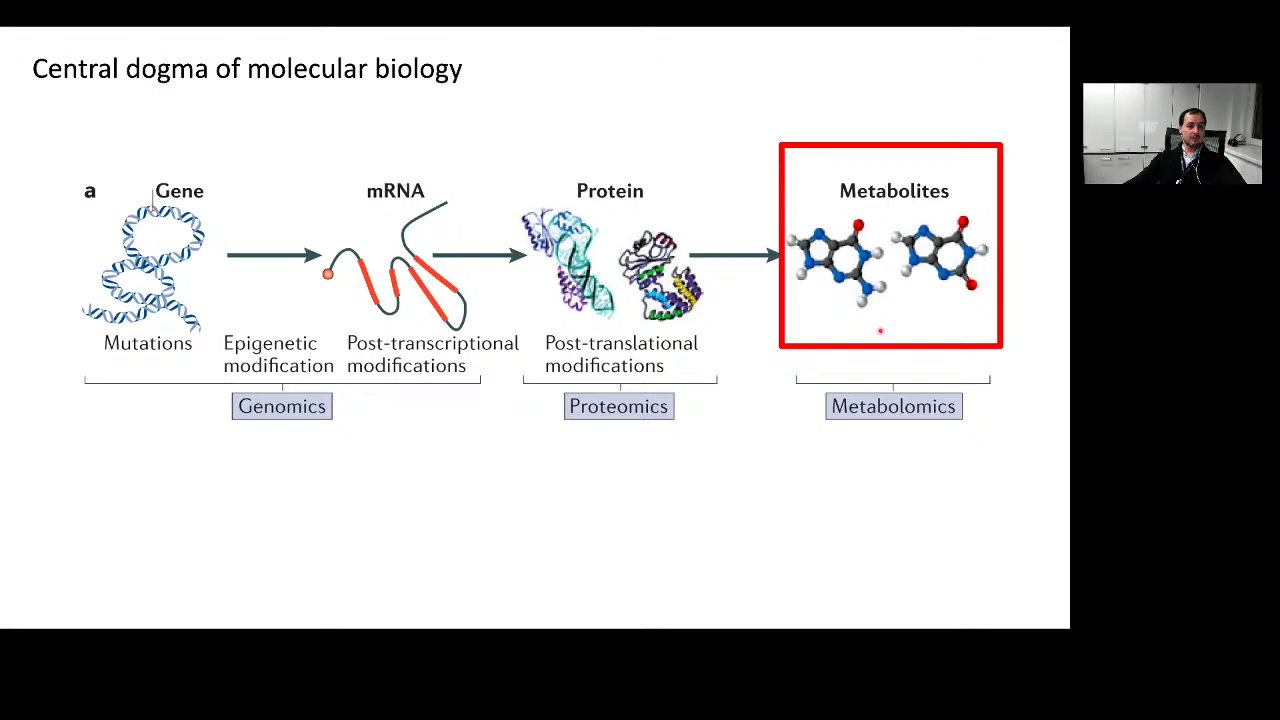 Central dogma of molecular biology
a
Gene
mRNA
Protein
Metabolites
Mutations
Epigenetic
modification
Post-transcriptional
modifications
Post-translational
modifications
Genomics
Proteomics
Metabolomics